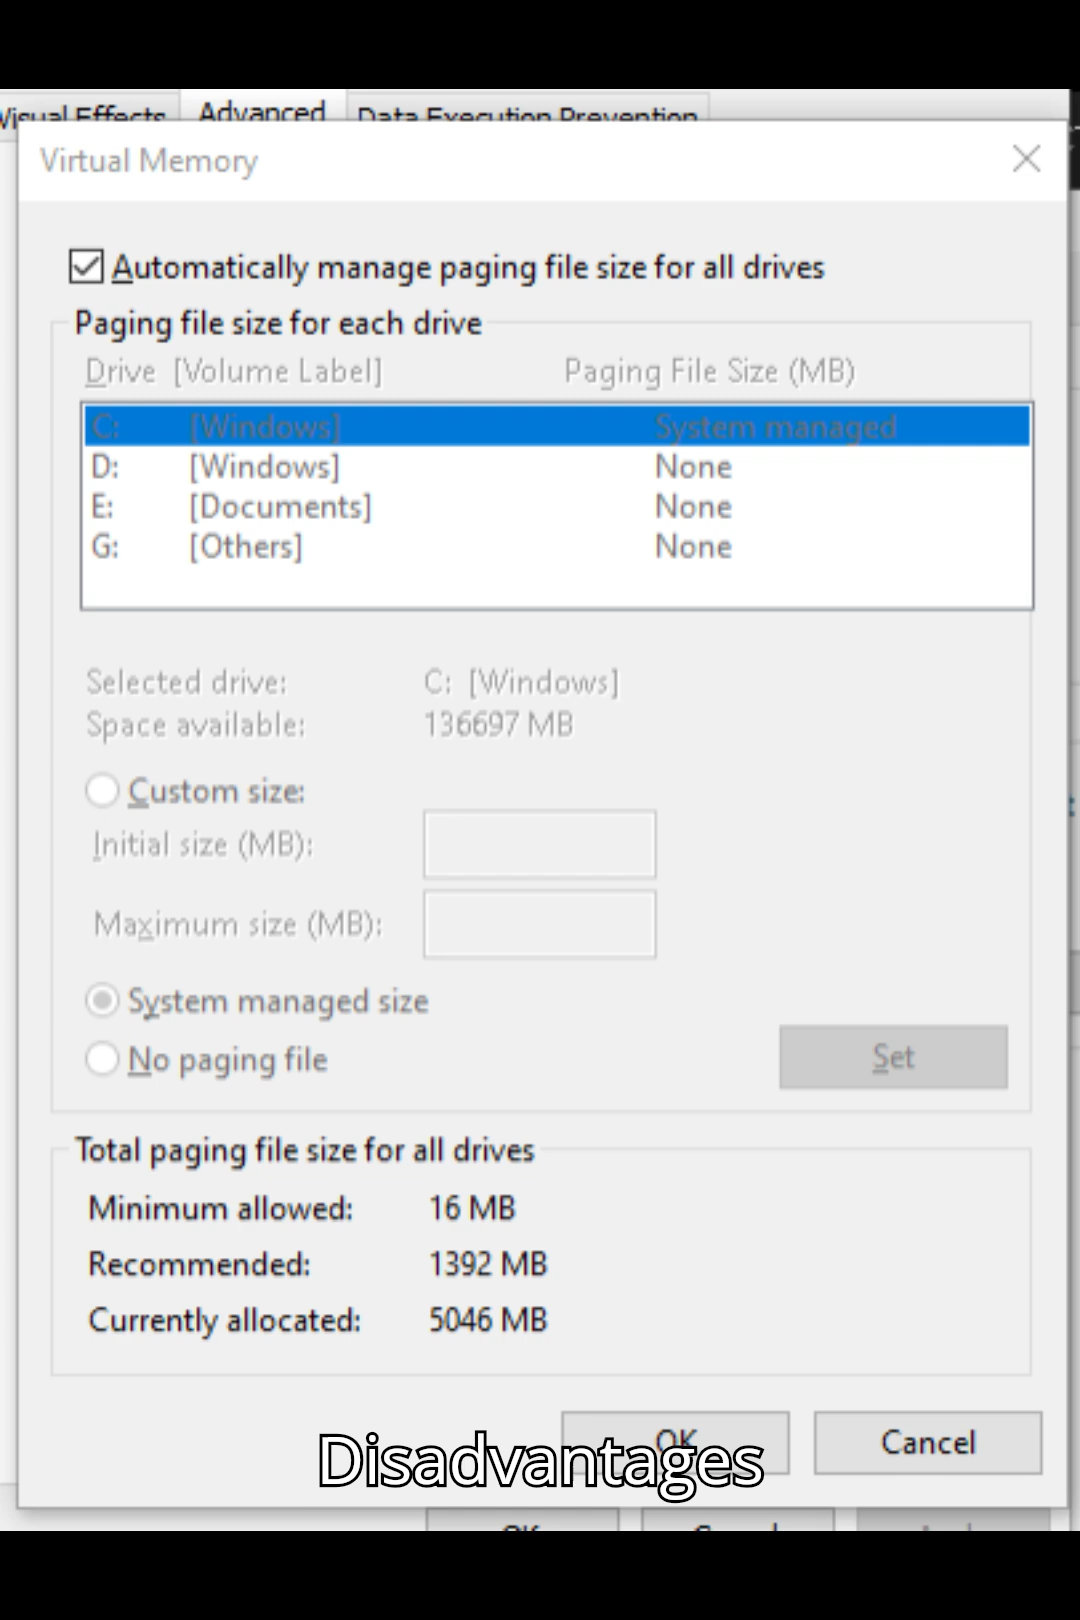 Visual Effects Advanced Data Execution Prevention
Virtual Memory
Automatically manage paging file size for all drives
Paging file size for each drive
Drive [Volume Label] Paging File Size (MB)
C: [Windows] System managed
D: [Windows] None
E: [Documents] None
G: [Others] None
Selected drive: C: [Windows]
Space available: 136697 MB
Custom size:
Initial size (MB):
Maximum size (MB):
System managed size
No paging file Set
Total paging file size for all drives
Minimum allowed: 16 MB
Recommended: 1392 MB
Currently allocated: 5046 MB
OK Cancel
Disadvantages
OK